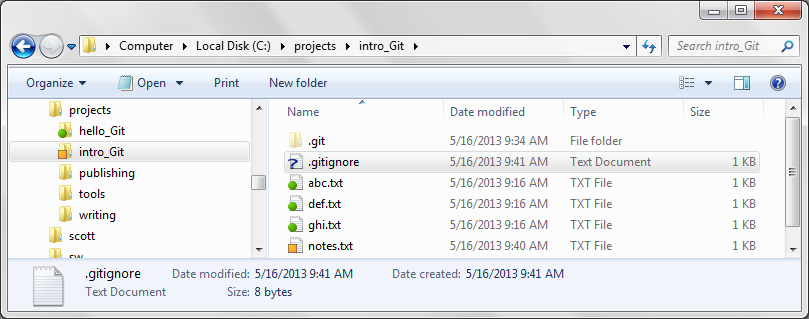 Computer Local Disk (C:) projects intro_Git Search intro_Git
Organize Open Print New folder
projects
hello_Git
intro_Git
publishing
tools
writing
scott
Name Date modified Type Size
.git 5/16/2013 9:34 AM File folder
.gitignore 5/16/2013 9:41 AM Text Document 1 KB
abc.txt 5/16/2013 9:16 AM TXT File 1 KB
def.txt 5/16/2013 9:16 AM TXT File 1 KB
ghi.txt 5/16/2013 9:16 AM TXT File 1 KB
notes.txt 5/16/2013 9:40 AM TXT File 1 KB
.gitignore Date modified: 5/16/2013 9:41 AM Date created: 5/16/2013 9:41 AM
Text Document Size: 8 bytes